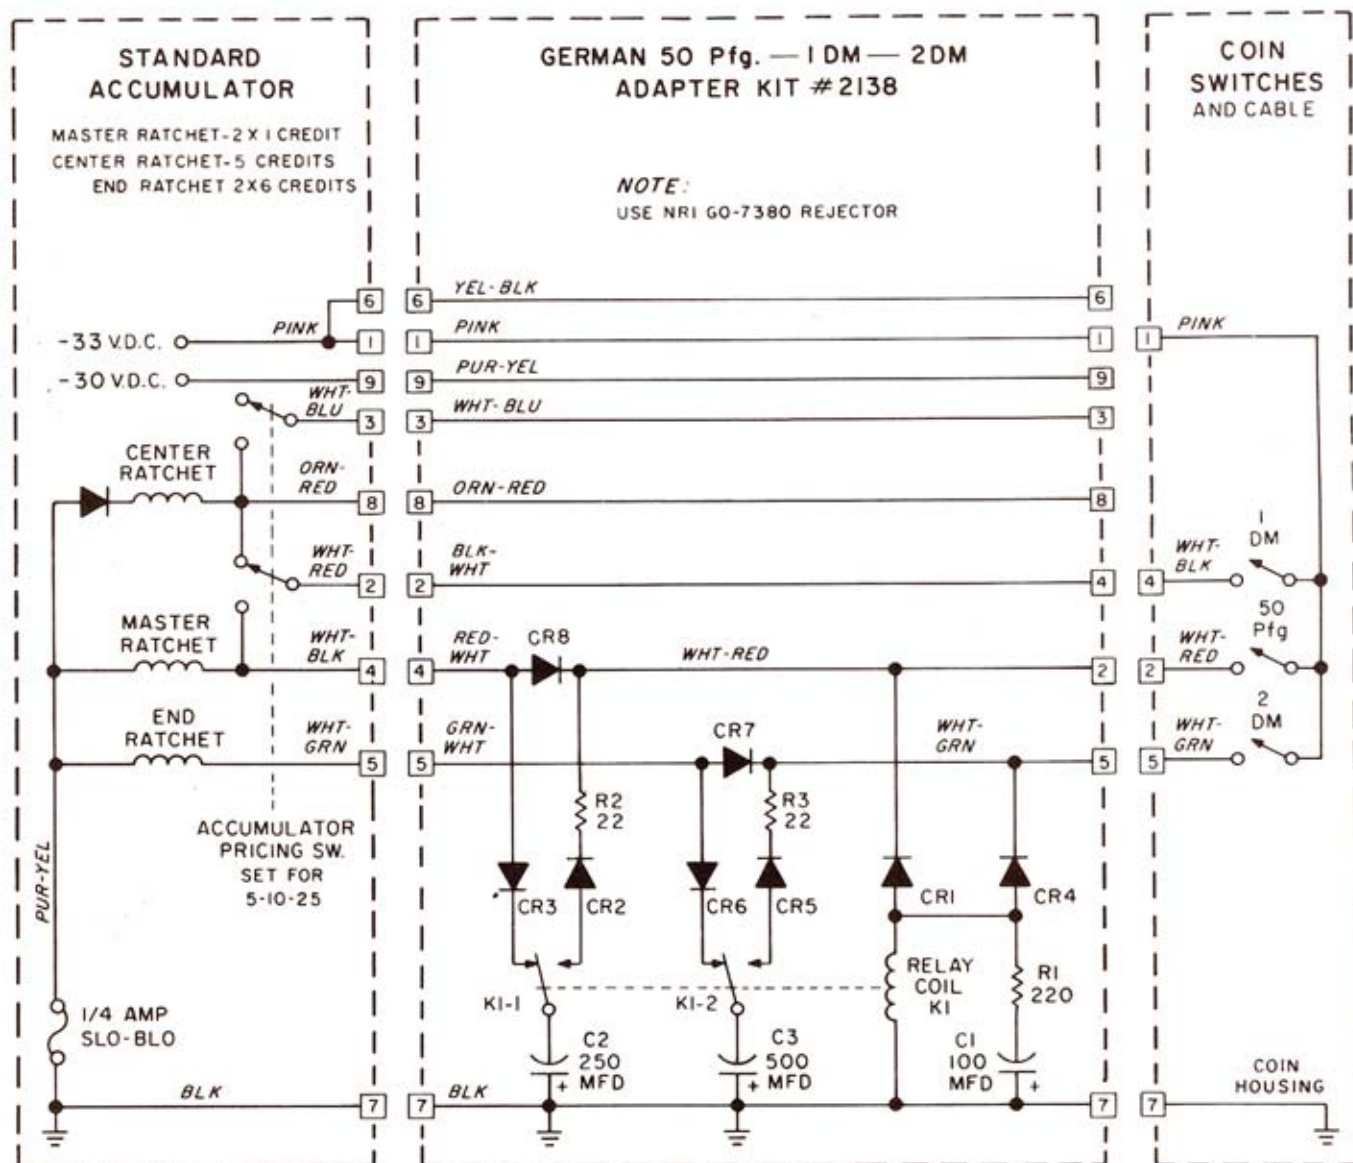 STANDARD
ACCUMULATOR
MASTER RATCHET-2 X 1 CREDIT
CENTER RATCHET-5 CREDITS
END RATCHET 2X6 CREDITS
GERMAN 50 Pfg. — 1 DM — 2 DM
ADAPTER KIT #2138
NOTE:
USE NRI GO-7380 REJECTOR
COIN
SWITCHES
AND CABLE
6 6 YEL-BLK 6
-33 V.D.C. PINK 1 1 PINK 1 1 PINK
-30 V.D.C. 9 9 PUR-YEL 9
WHT-
BLU 3 3 WHT-BLU 3
CENTER
RATCHET
ORN-
RED 8 8 ORN-RED 8
WHT-
RED 2 2 BLK-
WHT 4 4 WHT-
BLK
1
DM
MASTER
RATCHET
WHT-
BLK 4 4 RED-
WHT CR8 WHT-RED 2 2 WHT-
RED
50
Pfg
END
RATCHET
WHT-
GRN 5 5 GRN-
WHT CR7 WHT-
GRN 5 5 WHT-
GRN
2
DM
ACCUMULATOR
PRICING SW.
SET FOR
5-10-25
PUR-YEL
R2
22
R3
22
CR3 CR2 CR6 CR5 CR1 CR4
K1-1 K1-2
RELAY
COIL
K1
R1
220
1/4 AMP
SLO-BLO
C2
250
MFD
+
C3
500
MFD
+
C1
100
MFD
+
COIN
HOUSING
BLK 7 7 BLK 7 7